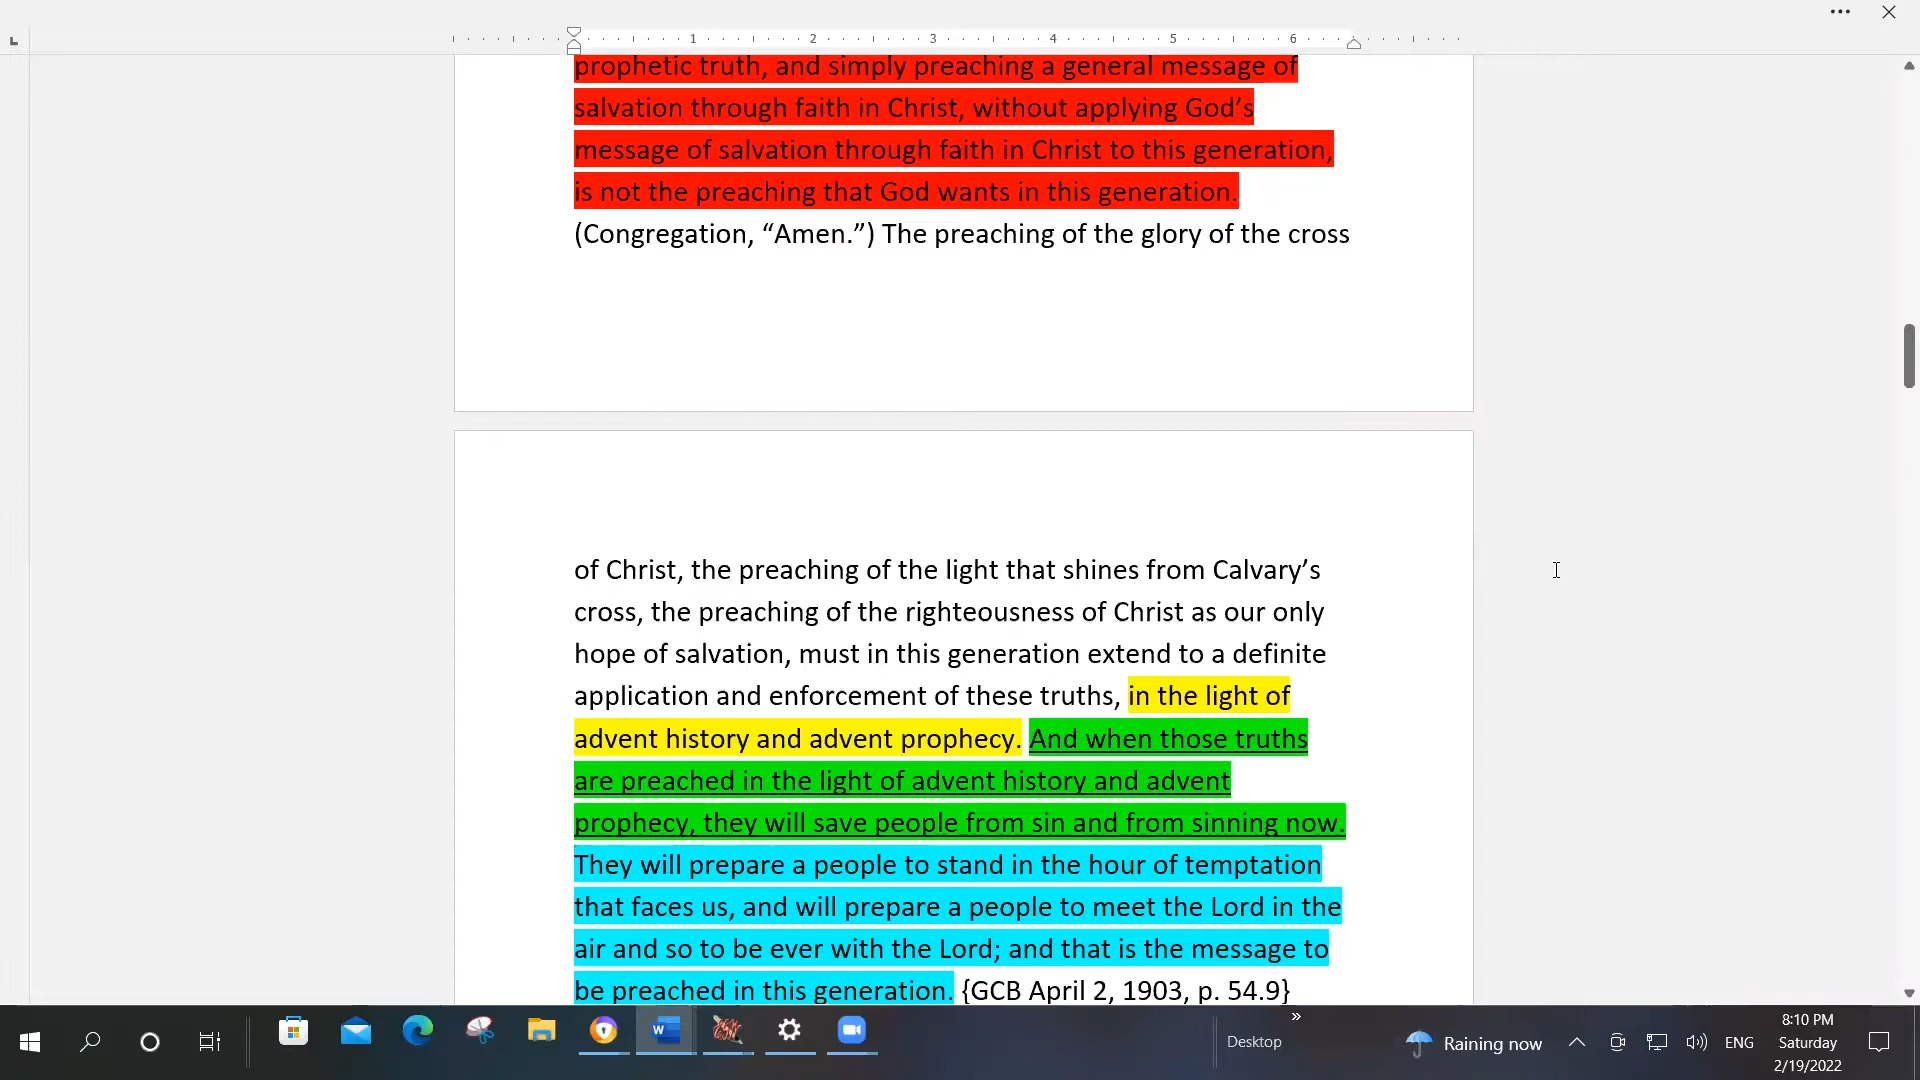 1 2 3 4 5 6
prophetic truth, and simply preaching a general message of
salvation through faith in Christ, without applying God’s
message of salvation through faith in Christ to this generation,
is not the preaching that God wants in this generation.
(Congregation, “Amen.”) The preaching of the glory of the cross
of Christ, the preaching of the light that shines from Calvary’s
cross, the preaching of the righteousness of Christ as our only
hope of salvation, must in this generation extend to a definite
application and enforcement of these truths, in the light of
advent history and advent prophecy. And when those truths
are preached in the light of advent history and advent
prophecy, they will save people from sin and from sinning now.
They will prepare a people to stand in the hour of temptation
that faces us, and will prepare a people to meet the Lord in the
air and so to be ever with the Lord; and that is the message to
be preached in this generation. {GCB April 2, 1903, p. 54.9}
Desktop
»
Raining now
ENG
8:10 PM
Saturday
2/19/2022